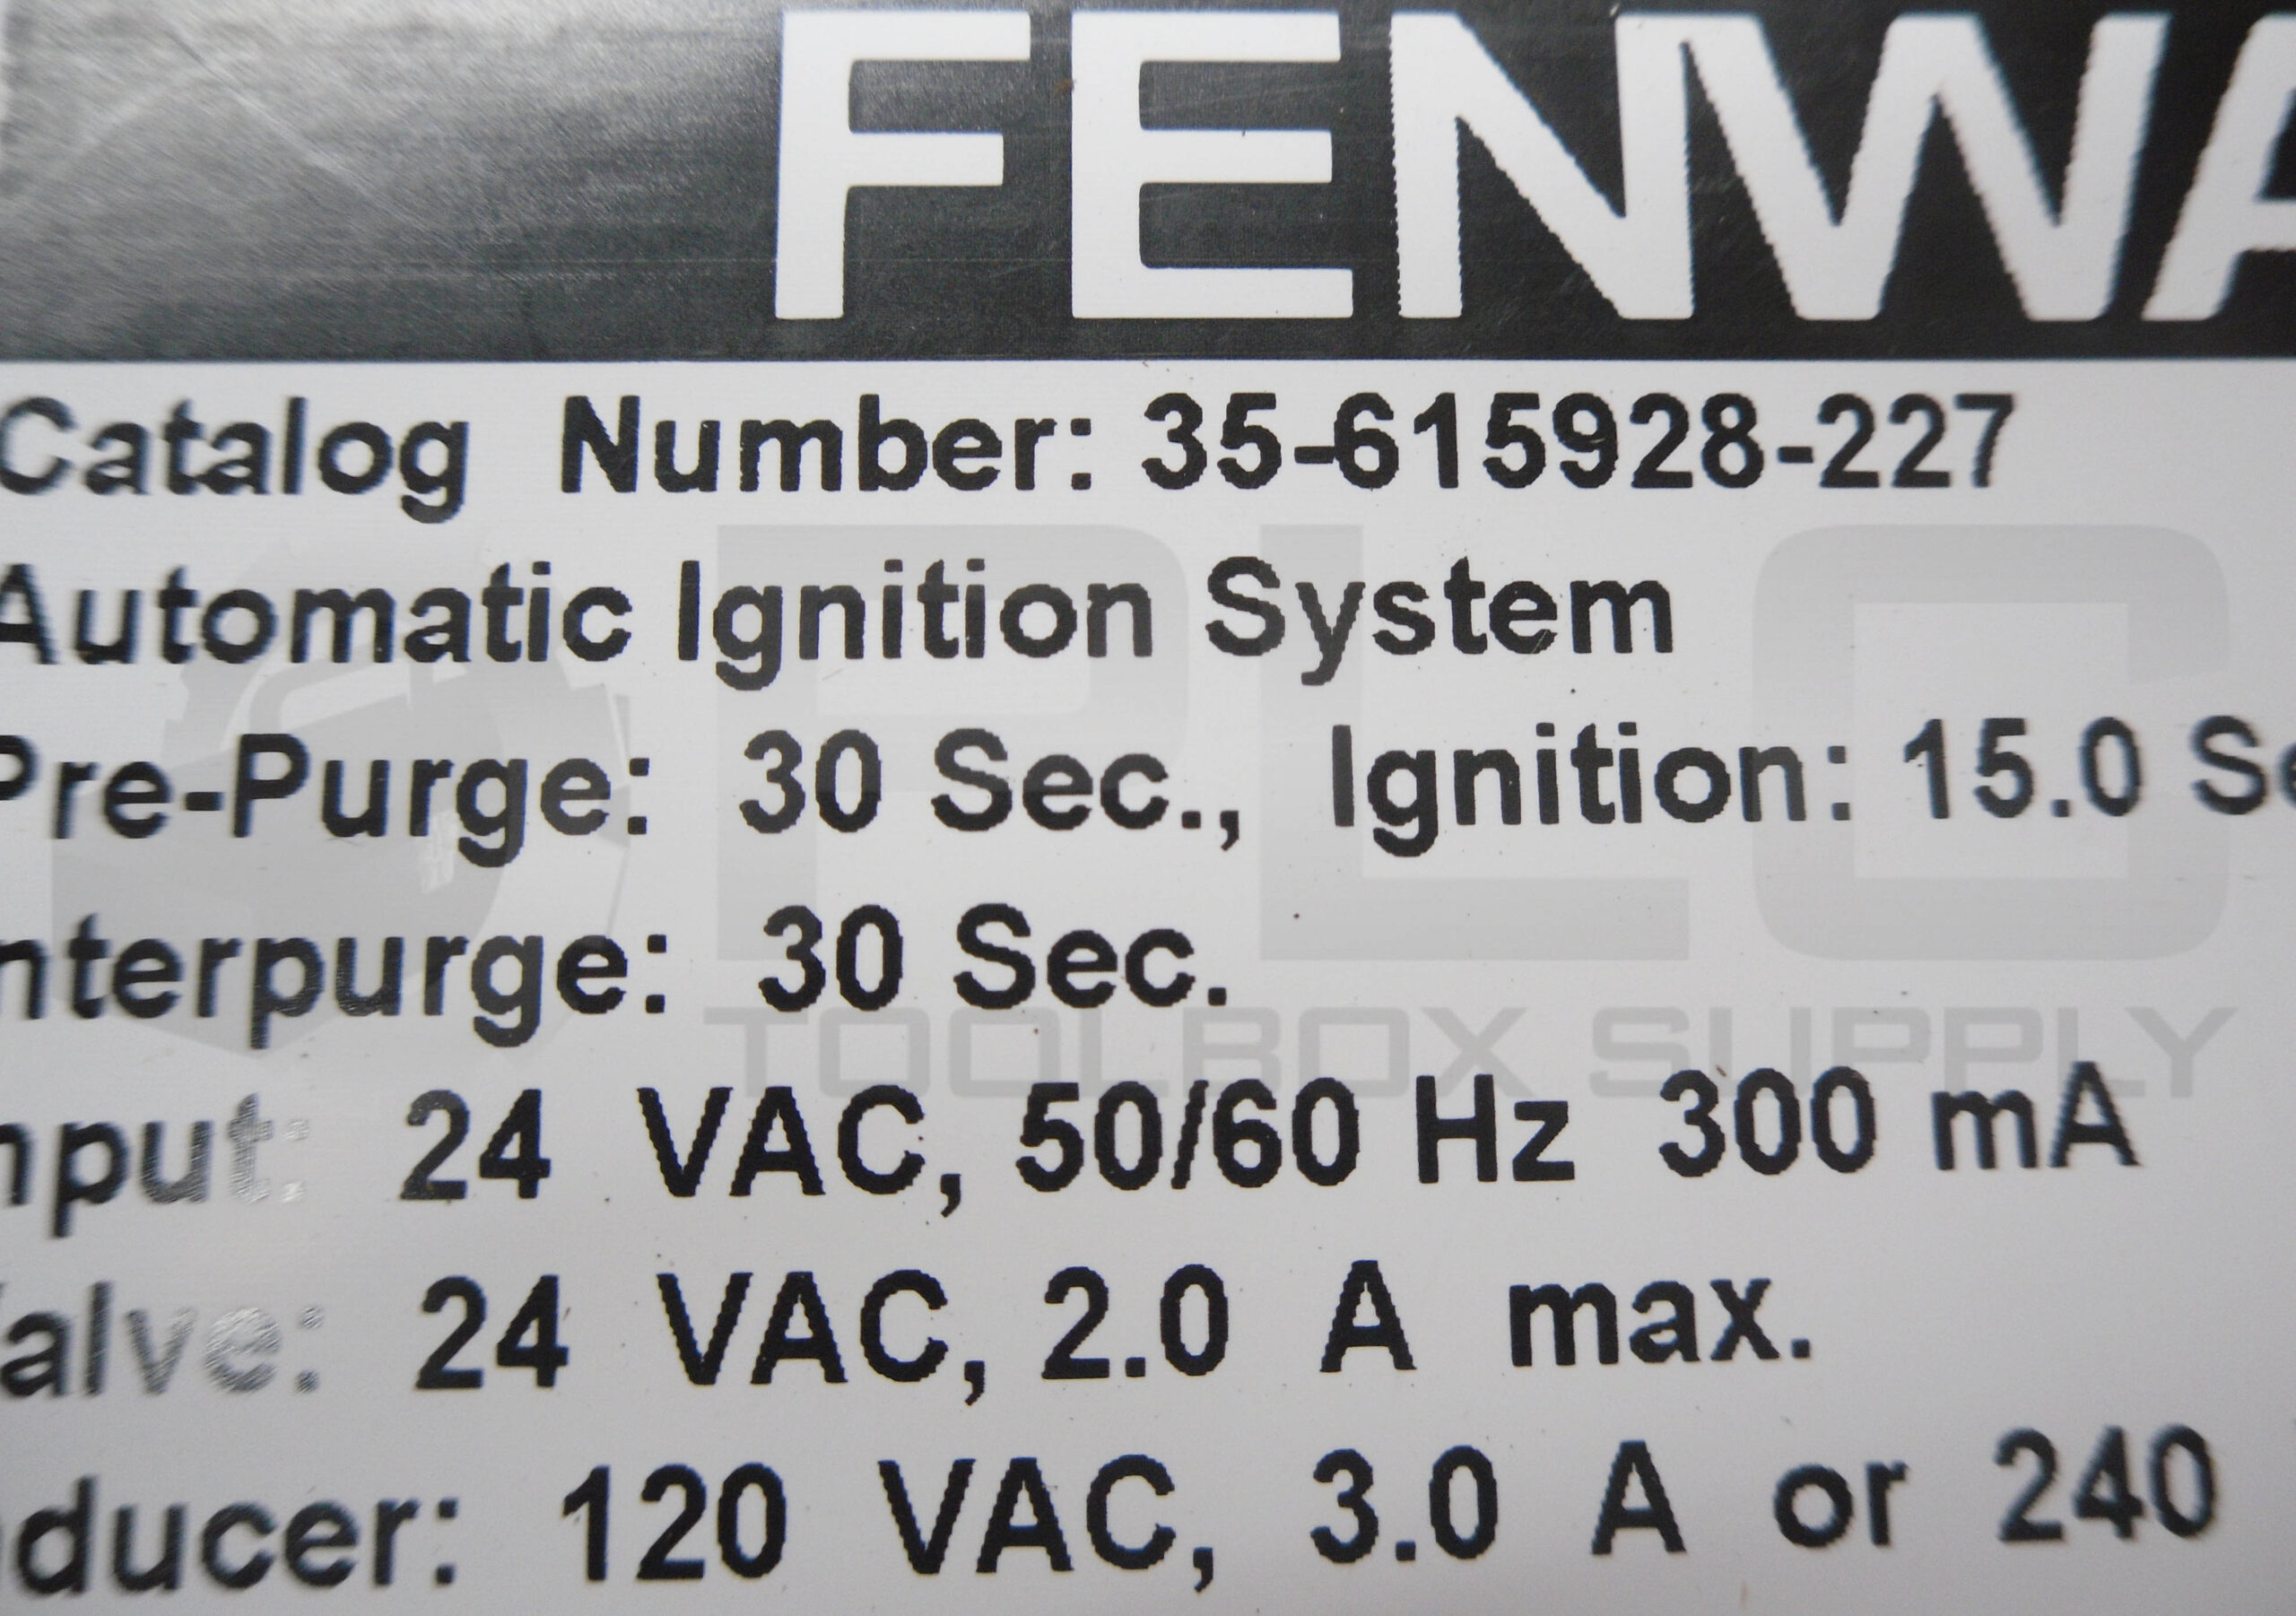 FENWA
Catalog Number: 35-615928-227
Automatic Ignition System
Pre-Purge: 30 Sec., Ignition: 15.0 Se
nterpurge: 30 Sec.
PLC
TOOLBOX SUPPLY
nput: 24 VAC, 50/60 Hz 300 mA
alve: 24 VAC, 2.0 A max.
ducer: 120 VAC, 3.0 A or 240